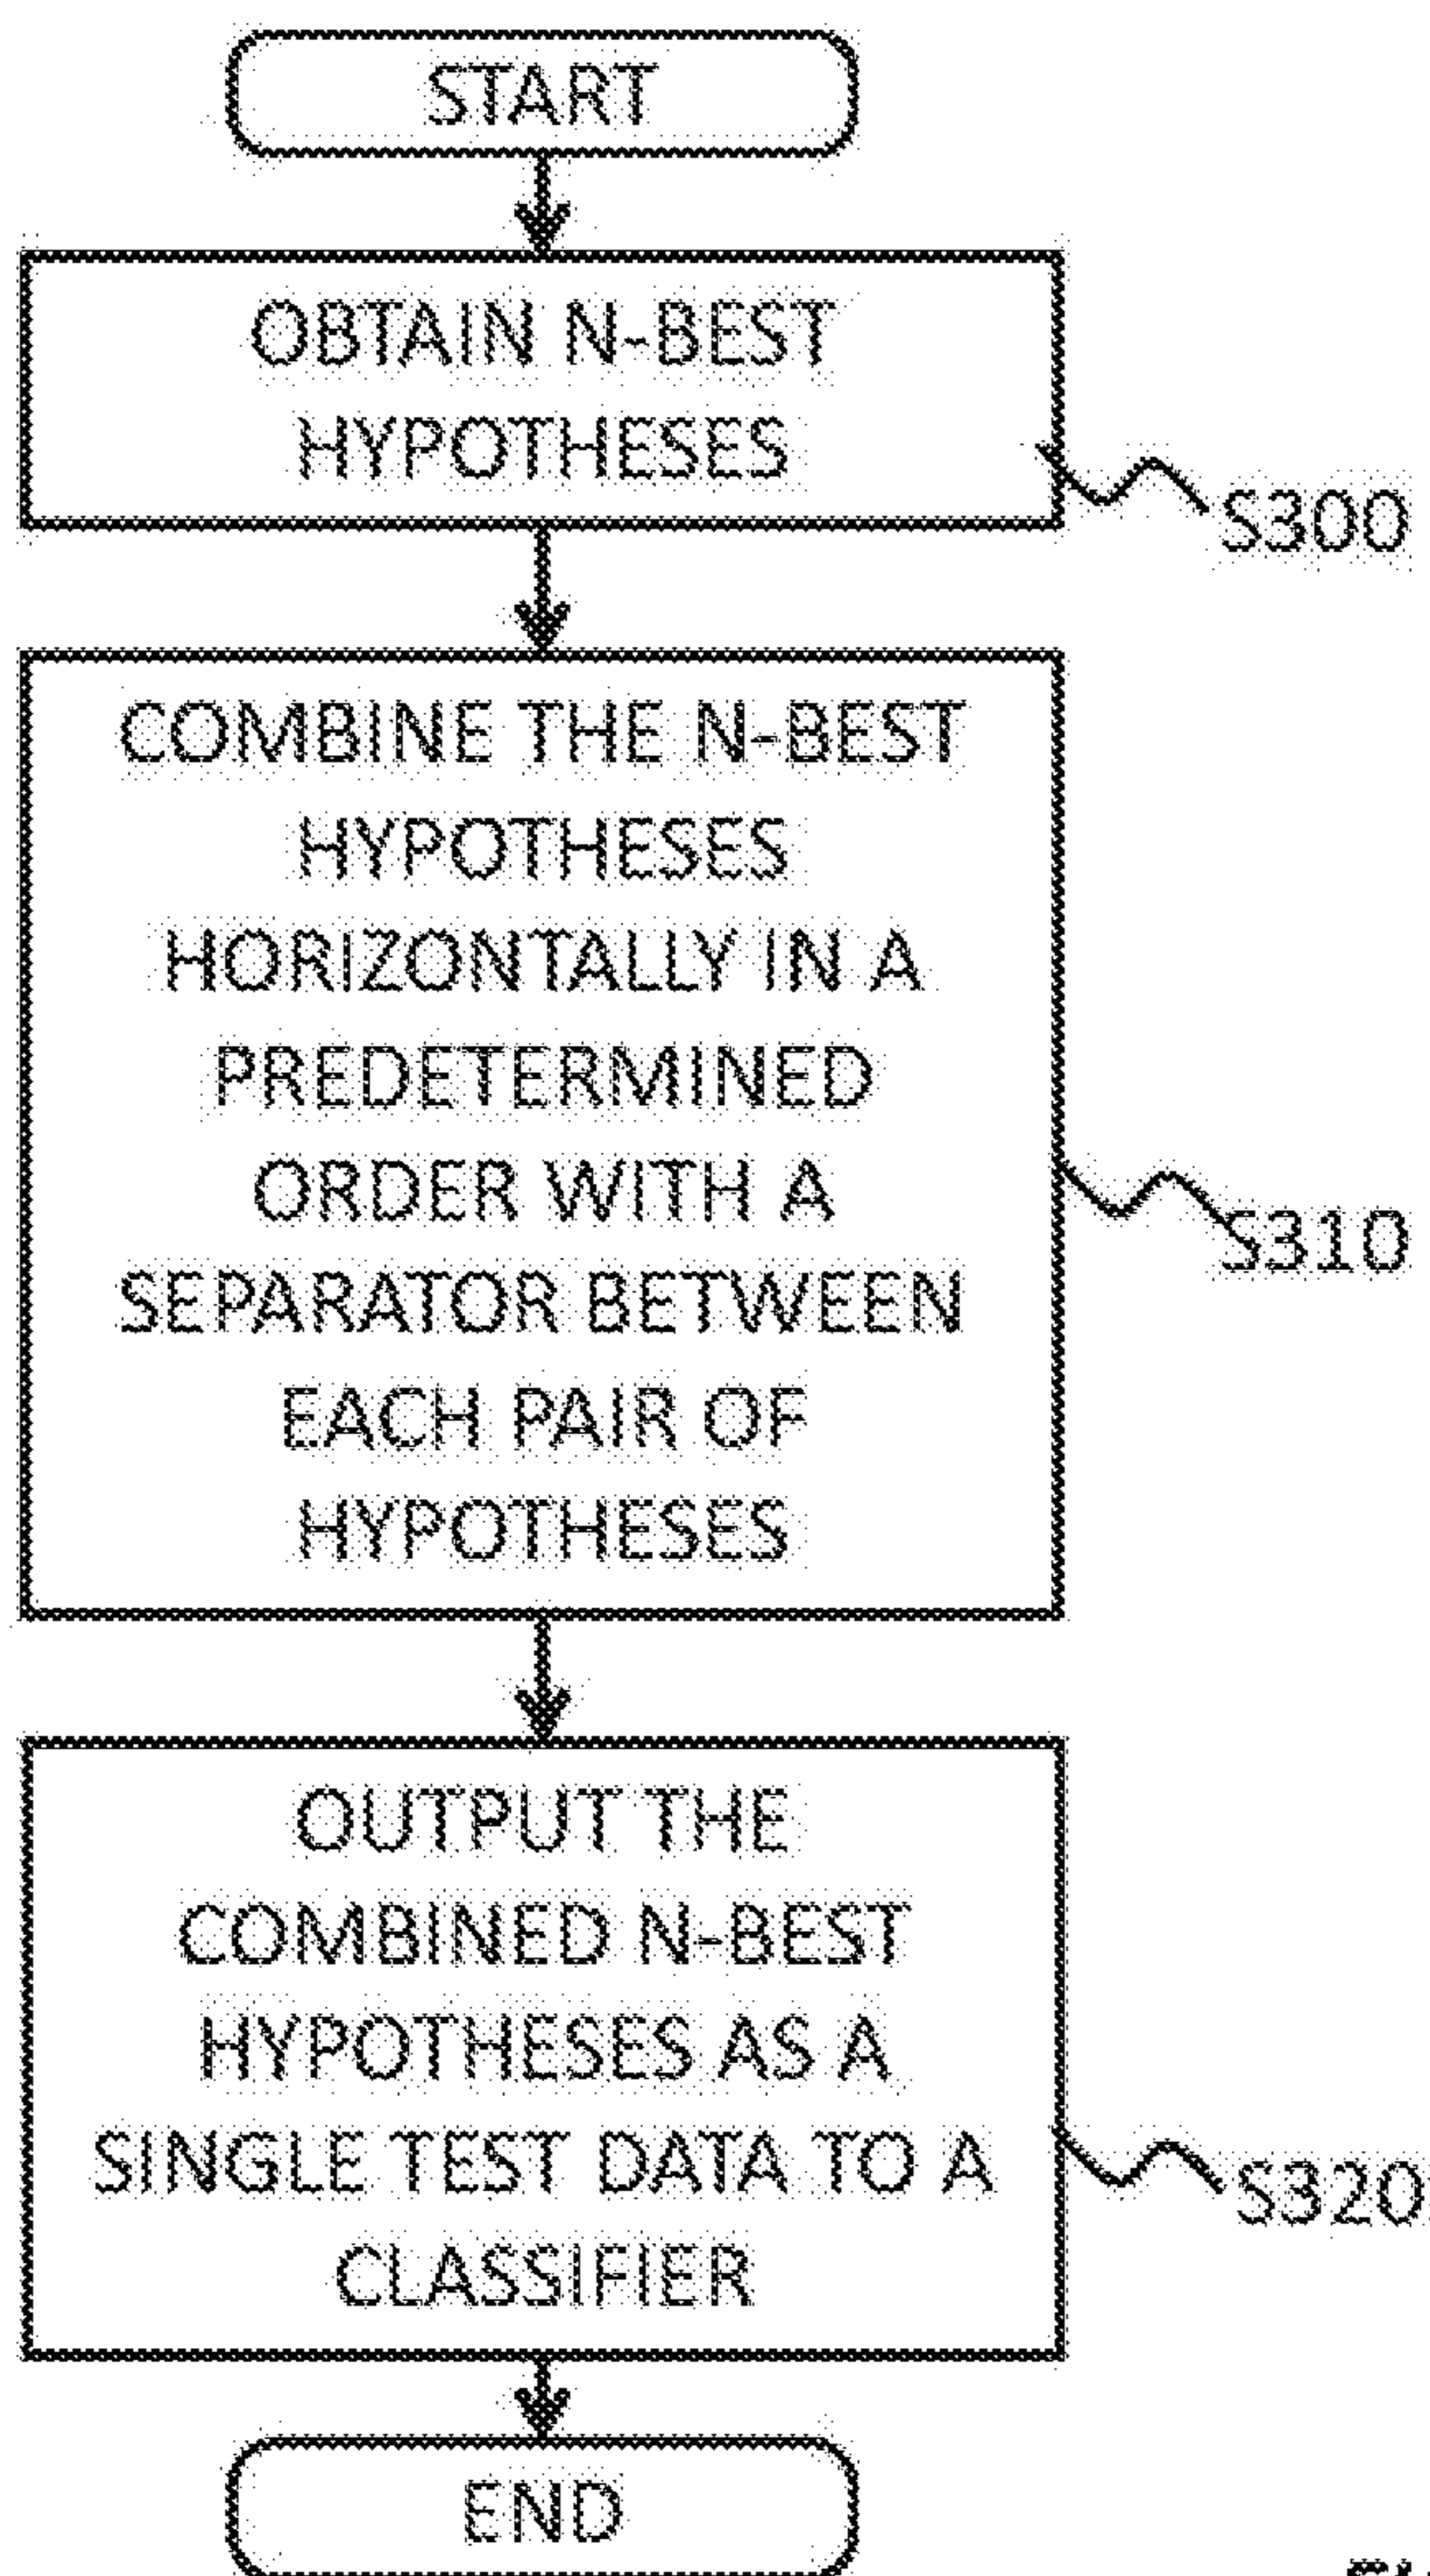 START
OBTAIN N-BEST
HYPOTHESES
S300
COMBINE THE N-BEST
HYPOTHESES
HORIZONTALLY IN A
PREDETERMINED
ORDER WITH A
SEPARATOR BETWEEN
EACH PAIR OF
HYPOTHESES
S310
OUTPUT THE
COMBINED N-BEST
HYPOTHESES AS A
SINGLE TEST DATA TO A
CLASSIFIER
S320
END